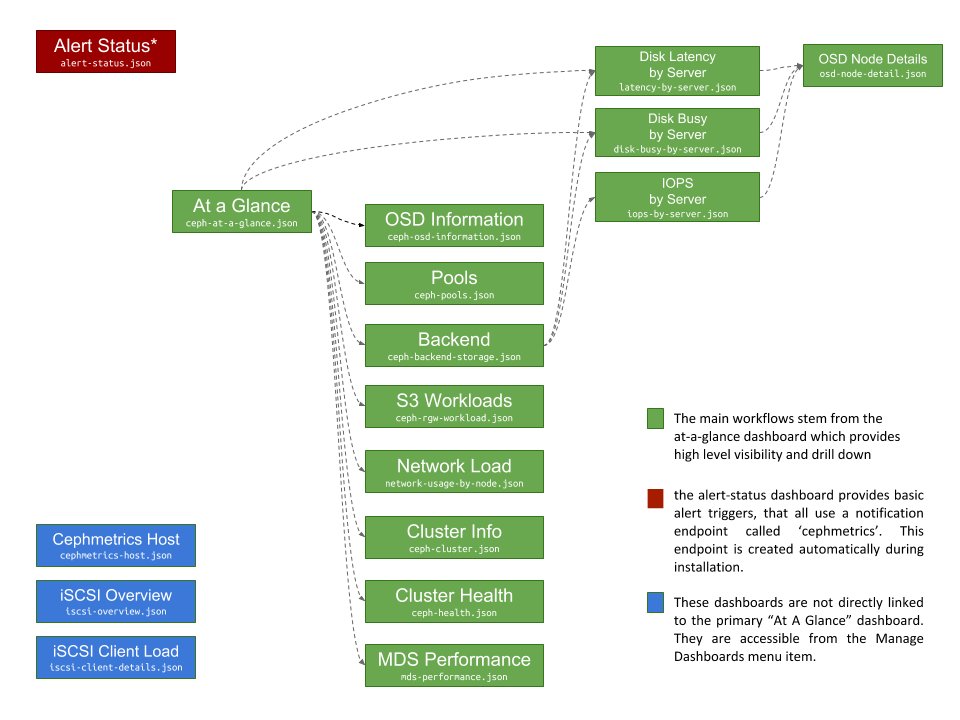 Alert Status*
alert-status.json
Disk Latency
by Server
latency-by-server.json
OSD Node Details
osd-node-detail.json
Disk Busy
by Server
disk-busy-by-server.json
IOPS
by Server
iops-by-server.json
At a Glance
ceph-at-a-glance.json
OSD Information
ceph-osd-information.json
Pools
ceph-pools.json
Backend
ceph-backend-storage.json
S3 Workloads
ceph-rgw-workload.json
Network Load
network-usage-by-node.json
Cluster Info
ceph-cluster.json
Cluster Health
ceph-health.json
MDS Performance
mds-performance.json
Cephmetrics Host
cephmetrics-host.json
iSCSI Overview
iscsi-overview.json
iSCSI Client Load
iscsi-client-details.json
The main workflows stem from the
at-a-glance dashboard which provides
high level visibility and drill down
the alert-status dashboard provides basic
alert triggers, that all use a notification
endpoint called ‘cephmetrics’. This
endpoint is created automatically during
installation.
These dashboards are not directly linked
to the primary “At A Glance” dashboard.
They are accessible from the Manage
Dashboards menu item.